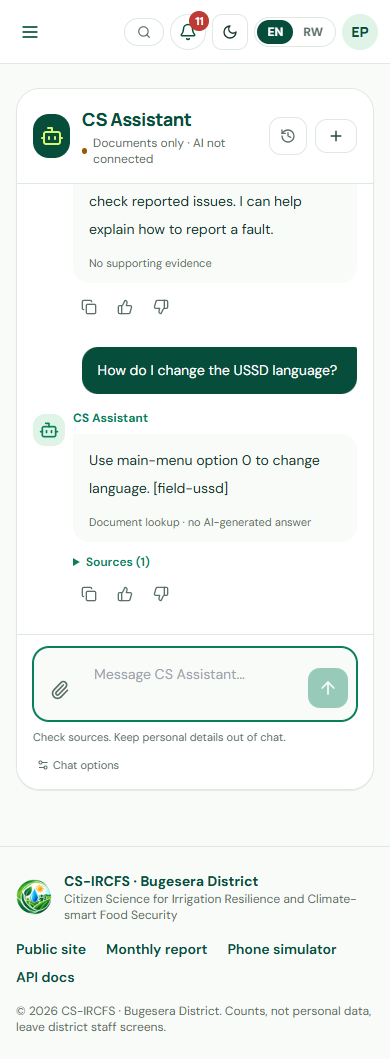 11
EN RW
EP
CS Assistant
Documents only · AI not
connected
check reported issues. I can help
explain how to report a fault.
No supporting evidence
How do I change the USSD language?
CS Assistant
Use main-menu option 0 to change
language. [field-ussd]
Document lookup · no AI-generated answer
Sources (1)
Message CS Assistant...
Check sources. Keep personal details out of chat.
Chat options
CS-IRCFS · Bugesera District
Citizen Science for Irrigation Resilience and Climate-
smart Food Security
Public site Monthly report Phone simulator
API docs
© 2026 CS-IRCFS · Bugesera District. Counts, not personal data,
leave district staff screens.